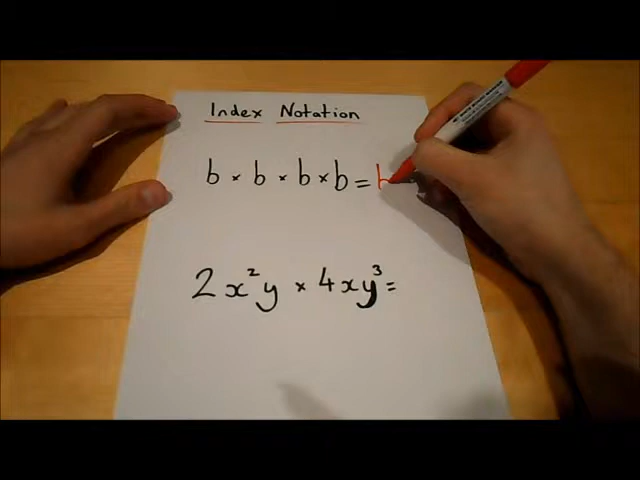 Index Notation
b × b × b × b = b
2x²y × 4xy³ =